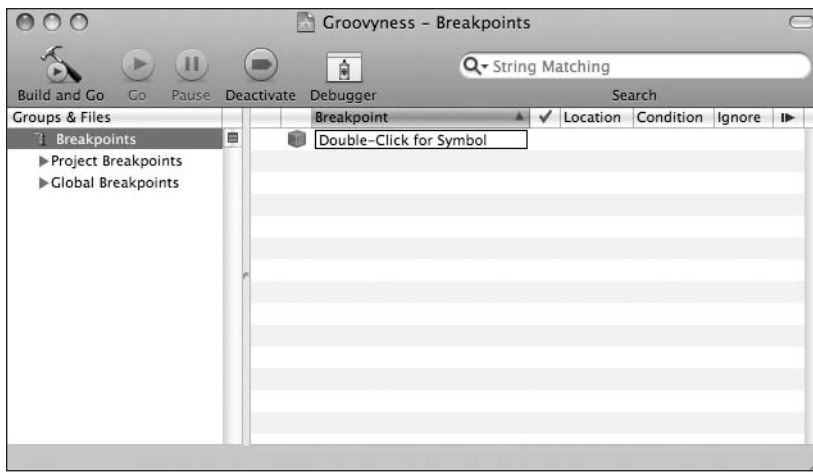 Groovyness – Breakpoints
String Matching
Build and Go Go Pause Deactivate Debugger Search
Groups & Files Breakpoint Location Condition Ignore
Breakpoints Double-Click for Symbol
Project Breakpoints
Global Breakpoints